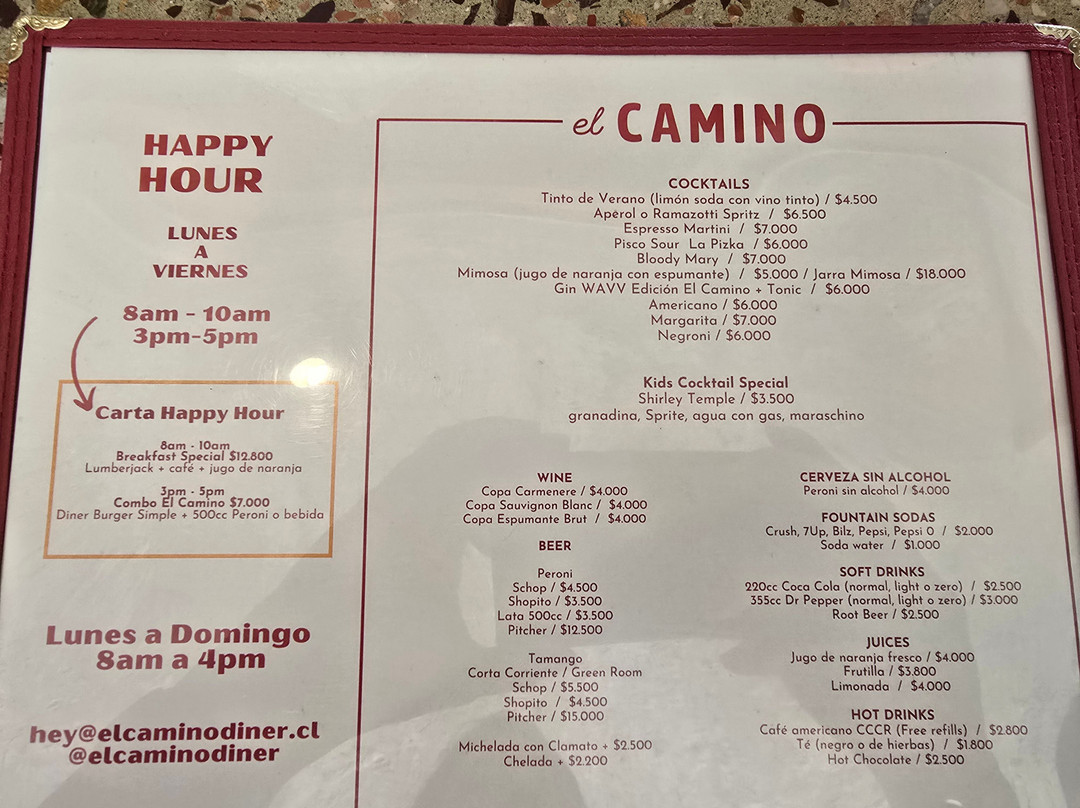 HAPPY
HOUR
LUNES
A
VIERNES
8am - 10am
3pm-5pm
Carta Happy Hour
8am - 10am
Breakfast Special $12.800
Lumberjack + café + jugo de naranja
3pm - 5pm
Combo El Camino $7.000
Diner Burger Simple + 500cc Peroni o bebida
Lunes a Domingo
8am a 4pm
hey@elcaminodiner.cl
@elcaminodiner
el CAMINO
COCKTAILS
Tinto de Verano (limón soda con vino tinto) / $4.500
Apérol o Ramazotti Spritz / $6.500
Espresso Martini / $7.000
Pisco Sour La Pizka / $6.000
Bloody Mary / $7.000
Mimosa (jugo de naranja con espumante) / $5.000 / Jarra Mimosa / $18.000
Gin WAVV Edición El Camino + Tonic / $6.000
Americano / $6.000
Margarita / $7.000
Negroni / $6.000
Kids Cocktail Special
Shirley Temple / $3.500
granadina, Sprite, agua con gas, maraschino
WINE
Copa Carmenere / $4.000
Copa Sauvignon Blanc / $4.000
Copa Espumante Brut / $4.000
BEER
Peroni
Schop / $4.500
Shopito / $3.500
Lata 500cc / $3.500
Pitcher / $12.500
Tamango
Corta Corriente / Green Room
Schop / $5.500
Shopito / $4.500
Pitcher / $15.000
Michelada con Clamato + $2.500
Chelada + $2.200
CERVEZA SIN ALCOHOL
Peroni sin alcohol / $4.000
FOUNTAIN SODAS
Crush, 7Up, Bilz, Pepsi, Pepsi 0 / $2.000
Soda water / $1.000
SOFT DRINKS
220cc Coca Cola (normal, light o zero) / $2.500
355cc Dr Pepper (normal, light o zero) / $3.000
Root Beer / $2.500
JUICES
Jugo de naranja fresco / $4.000
Frutilla / $3.800
Limonada / $4.000
HOT DRINKS
Café americano CCCR (Free refills) / $2.800
Té (negro o de hierbas) / $1.800
Hot Chocolate / $2.500